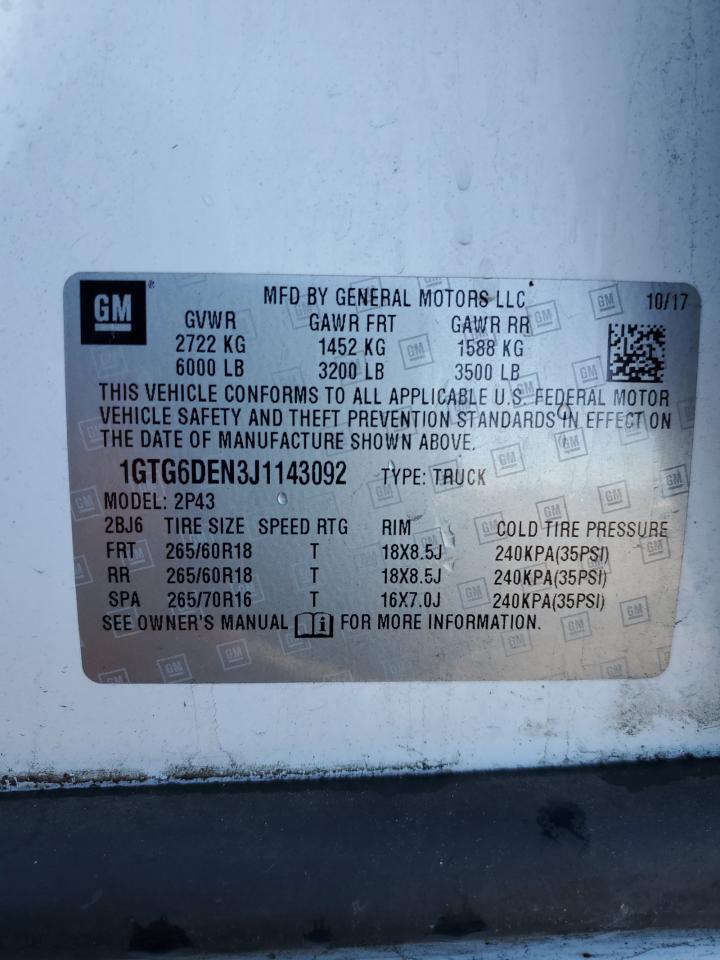 GM ®
MFD BY GENERAL MOTORS LLC 10/17
GVWR GAWR FRT GAWR RR
2722 KG 1452 KG 1588 KG
6000 LB 3200 LB 3500 LB
THIS VEHICLE CONFORMS TO ALL APPLICABLE U.S. FEDERAL MOTOR
VEHICLE SAFETY AND THEFT PREVENTION STANDARDS IN EFFECT ON
THE DATE OF MANUFACTURE SHOWN ABOVE.
1GTG6DEN3J1143092 TYPE: TRUCK
MODEL: 2P43
2BJ6 TIRE SIZE SPEED RTG RIM COLD TIRE PRESSURE
FRT 265/60R18 T 18X8.5J 240KPA(35PSI)
RR 265/60R18 T 18X8.5J 240KPA(35PSI)
SPA 265/70R16 T 16X7.0J 240KPA(35PSI)
SEE OWNER'S MANUAL FOR MORE INFORMATION.